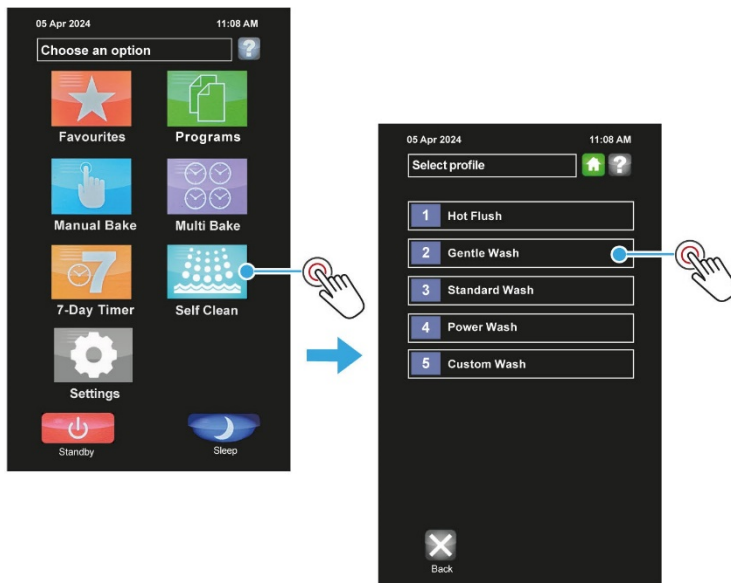 05 Apr 2024 11:08 AM
Choose an option ?
Favourites Programs
Manual Bake Multi Bake
7
7-Day Timer Self Clean
Settings
Standby Sleep
05 Apr 2024 11:08 AM
Select profile ?
1 Hot Flush
2 Gentle Wash
3 Standard Wash
4 Power Wash
5 Custom Wash
Back